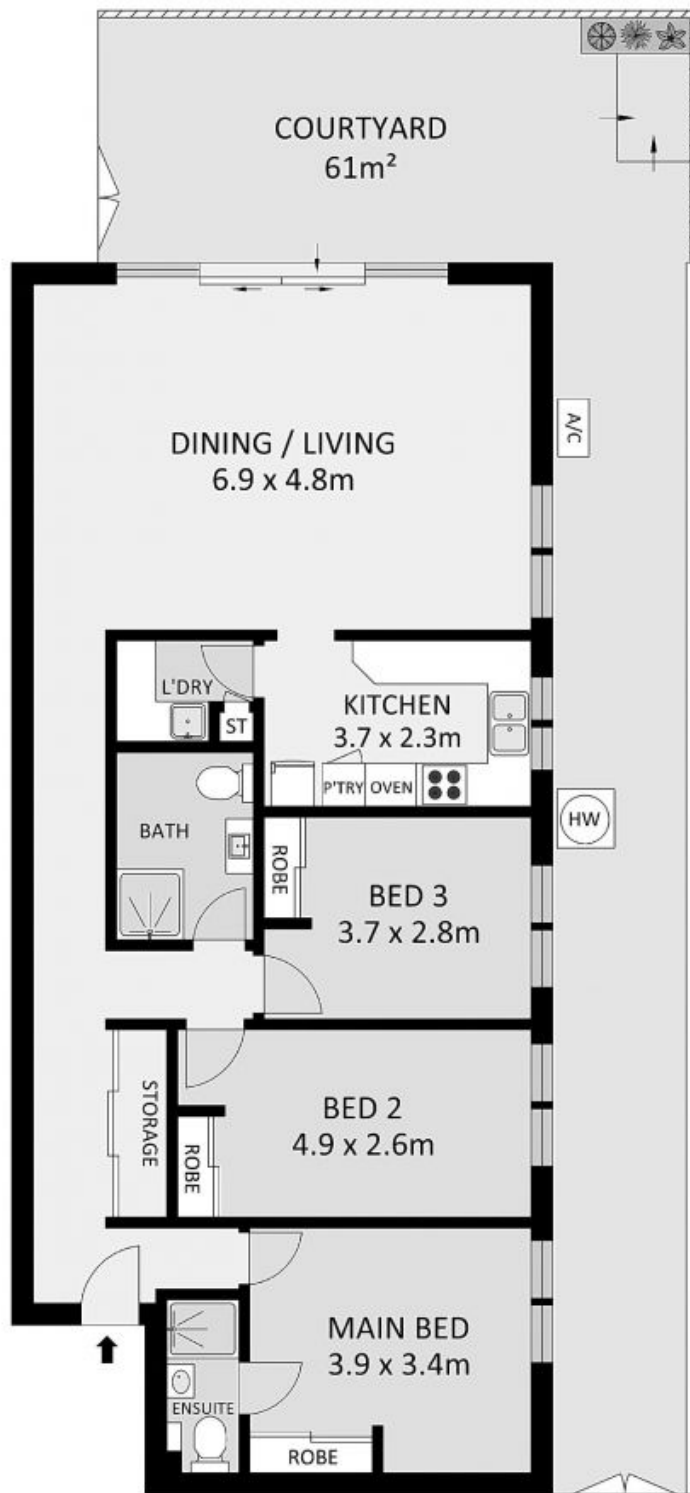 COURTYARD
61m²
DINING / LIVING
6.9 x 4.8m
A/C
L'DRY
ST
KITCHEN
3.7 x 2.3m
P'TRY
OVEN
HW
BATH
ROBE
BED 3
3.7 x 2.8m
STORAGE
BED 2
4.9 x 2.6m
ROBE
MAIN BED
3.9 x 3.4m
ENSUITE
ROBE